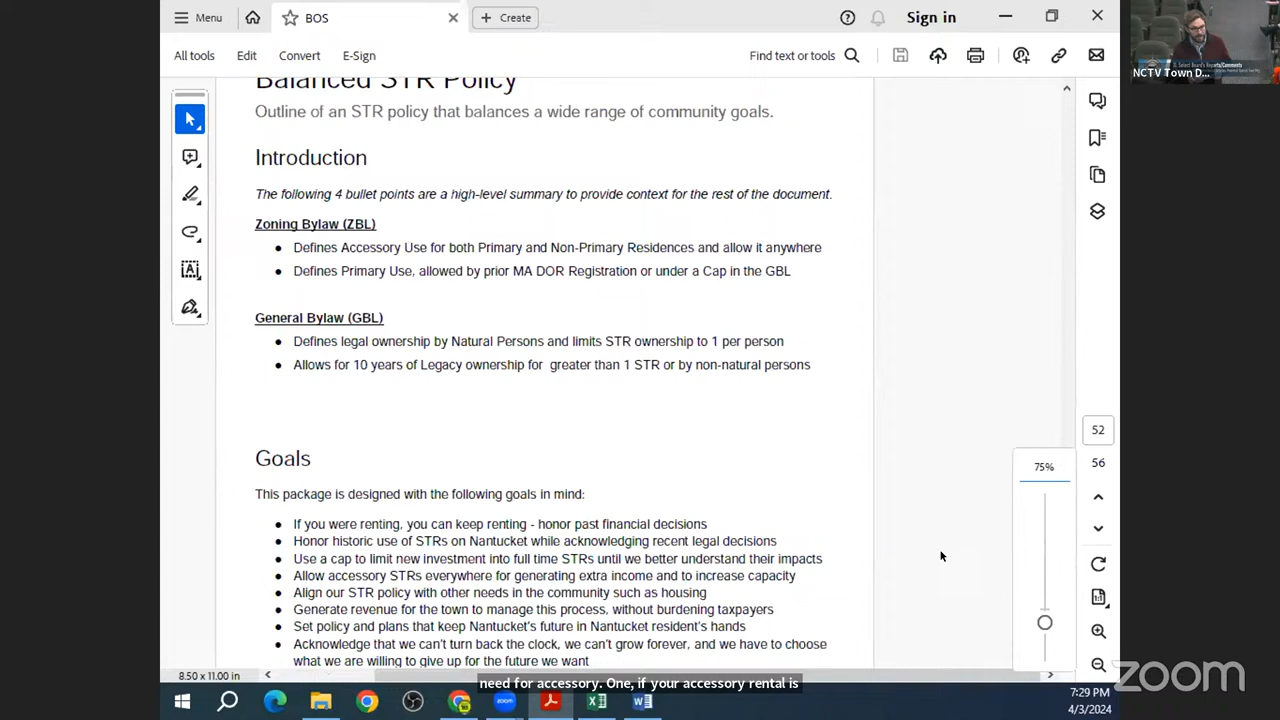 Menu
BOS
Create
Sign in
All tools
Edit
Convert
E-Sign
Find text or tools
NCTV Town D...
Balanced STR Policy
Outline of an STR policy that balances a wide range of community goals.
Introduction
The following 4 bullet points are a high-level summary to provide context for the rest of the document.
Zoning Bylaw (ZBL)
● Defines Accessory Use for both Primary and Non-Primary Residences and allow it anywhere
● Defines Primary Use, allowed by prior MA DOR Registration or under a Cap in the GBL
General Bylaw (GBL)
● Defines legal ownership by Natural Persons and limits STR ownership to 1 per person
● Allows for 10 years of Legacy ownership for greater than 1 STR or by non-natural persons
52
56
75%
Goals
This package is designed with the following goals in mind:
● If you were renting, you can keep renting - honor past financial decisions
● Honor historic use of STRs on Nantucket while acknowledging recent legal decisions
● Use a cap to limit new investment into full time STRs until we better understand their impacts
● Allow accessory STRs everywhere for generating extra income and to increase capacity
● Align our STR policy with other needs in the community such as housing
● Generate revenue for the town to manage this process, without burdening taxpayers
● Set policy and plans that keep Nantucket's future in Nantucket resident's hands
● Acknowledge that we can't turn back the clock, we can't grow forever, and we have to choose
what we are willing to give up for the future we want
8.50 x 11.00 in
need for accessory. One, if your accessory rental is
zoom
7:29 PM
4/3/2024